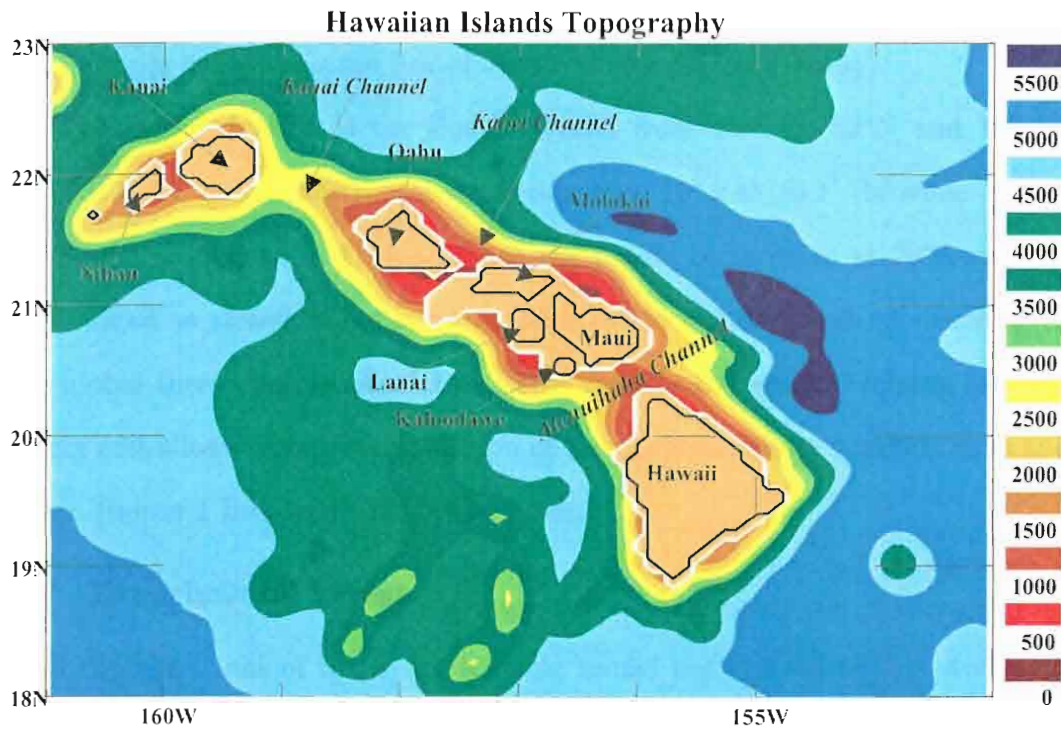 Hawaiian Islands Topography
23N
22N
21N
20N
19N
18N
160W
155W
Kauai
Kauai Channel
Kaiwi Channel
Oahu
Molokai
Niihau
Maui
Lanai
Kahoolawe
Alenuihaha Channel
Hawaii
5500
5000
4500
4000
3500
3000
2500
2000
1500
1000
500
0